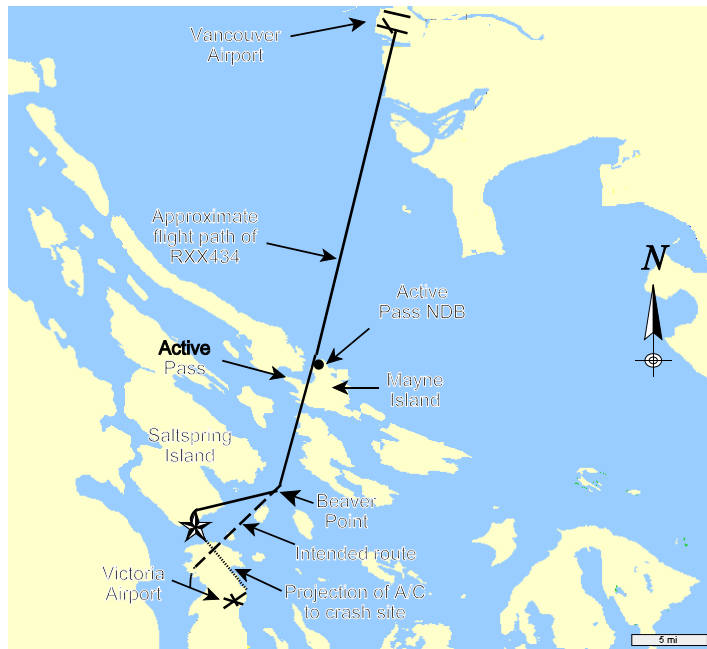 Vancouver
Airport
Approximate
flight path of
RXX434
N
Active
Pass NDB
Active
Pass
Mayne
Island
Saltspring
Island
Beaver
Point
Intended route
Victoria
Airport
Projection of A/C
to crash site
5 mi